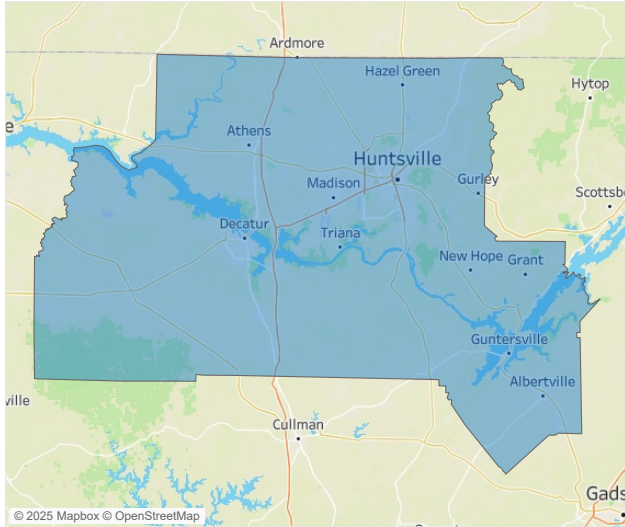 Ardmore
Hazel Green
Hytop
e
Athens
Huntsville
Madison
Gurley
Scottsb
Decatur
Triana
New Hope
Grant
Guntersville
Albertville
ville
Cullman
Gads
© 2025 Mapbox © OpenStreetMap